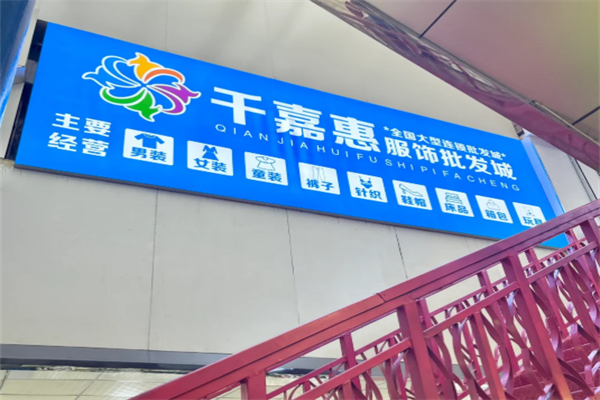 千嘉惠
"全国大型连锁批发城"
服饰批发城
QIANJIAHUIFUSHIPIFACHENG
主要
经营
男装
女装
童装
裤子
针织
鞋帽
床品
箱包
玩具